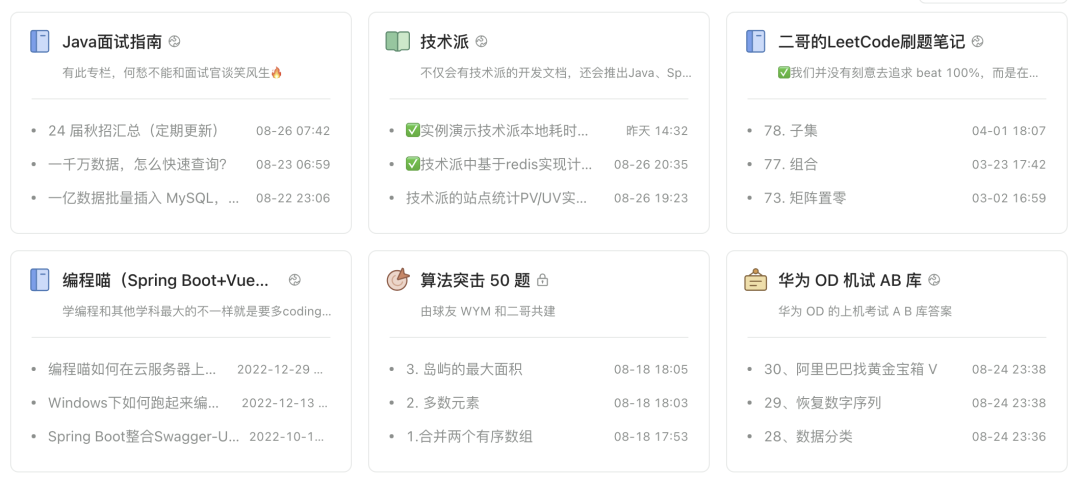 Java面试指南
有此专栏，何愁不能和面试官谈笑风生🔥
24 届秋招汇总（定期更新） 08-26 07:42
一千万数据，怎么快速查询? 08-23 06:59
一亿数据批量插入 MySQL，... 08-22 23:06
技术派
不仅会有技术派的开发文档，还会推出Java、Sp...
✅实例演示技术派本地耗时... 昨天 14:32
✅技术派中基于redis实现计... 08-26 20:35
技术派的站点统计PV/UV实... 08-26 19:23
二哥的LeetCode刷题笔记
✅我们并没有刻意去追求 beat 100%，而是在...
78. 子集 04-01 18:07
77. 组合 03-23 17:42
73. 矩阵置零 03-02 16:59
编程喵（Spring Boot+Vue...
学编程和其他学科最大的不一样就是要多coding...
编程喵如何在云服务器上... 2022-12-29 ...
Windows下如何跑起来编... 2022-12-13 ...
Spring Boot整合Swagger-U... 2022-10-1...
算法突击 50 题
由球友 WYM 和二哥共建
3. 岛屿的最大面积 08-18 18:05
2. 多数元素 08-18 18:03
1.合并两个有序数组 08-18 17:53
华为 OD 机试 AB 库
华为 OD 的上机考试 A B 库答案
30、阿里巴巴找黄金宝箱 V 08-24 23:38
29、恢复数字序列 08-24 23:38
28、数据分类 08-24 23:36